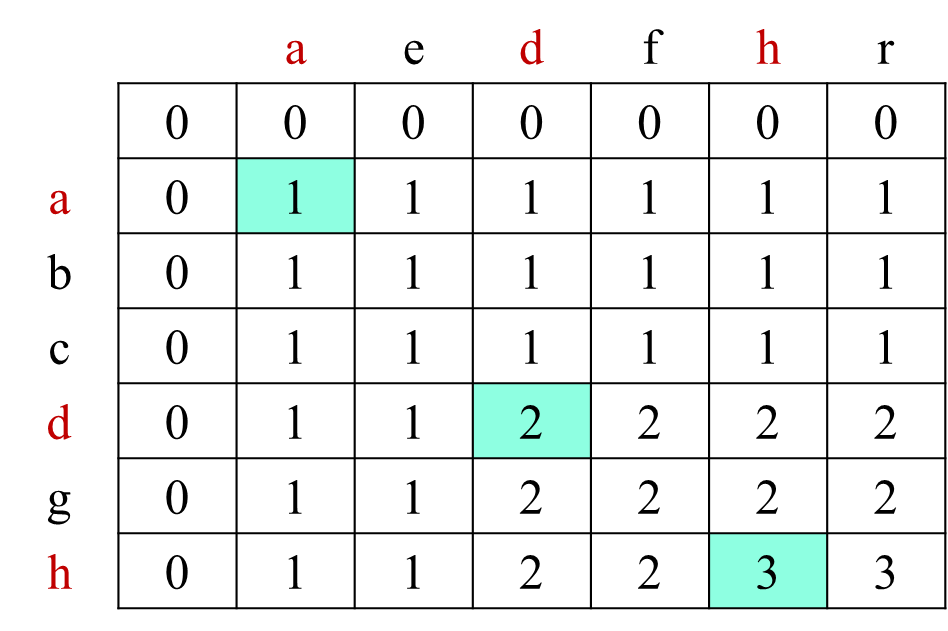 a e d f h r
0 0 0 0 0 0 0
a 0 1 1 1 1 1 1
b 0 1 1 1 1 1 1
c 0 1 1 1 1 1 1
d 0 1 1 2 2 2 2
g 0 1 1 2 2 2 2
h 0 1 1 2 2 3 3